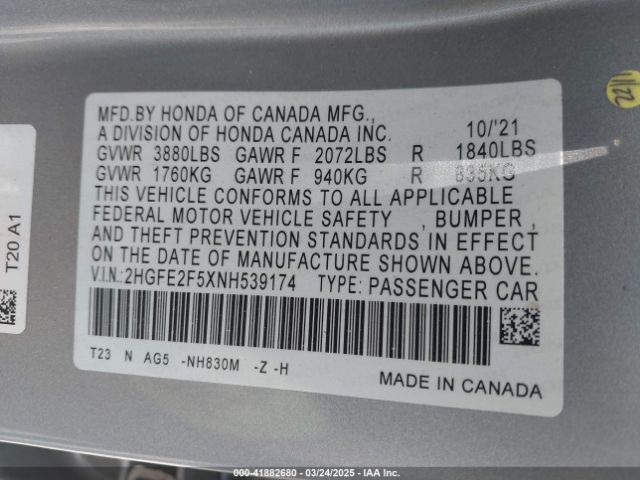 MFD.BY HONDA OF CANADA MFG.,
A DIVISION OF HONDA CANADA INC. 10/'21
GVWR 3880LBS GAWR F 2072LBS R 1840LBS
GVWR 1760KG GAWR F 940KG R 835KG
THIS VEHICLE CONFORMS TO ALL APPLICABLE
FEDERAL MOTOR VEHICLE SAFETY , BUMPER ,
AND THEFT PREVENTION STANDARDS IN EFFECT
ON THE DATE OF MANUFACTURE SHOWN ABOVE.
V.I.N.:2HGFE2F5XNH539174 TYPE: PASSENGER CAR
T23 N AG5 -NH830M -Z -H
MADE IN CANADA
T20 A1
11/22
000-41882680 - 03/24/2025 - IAA Inc.